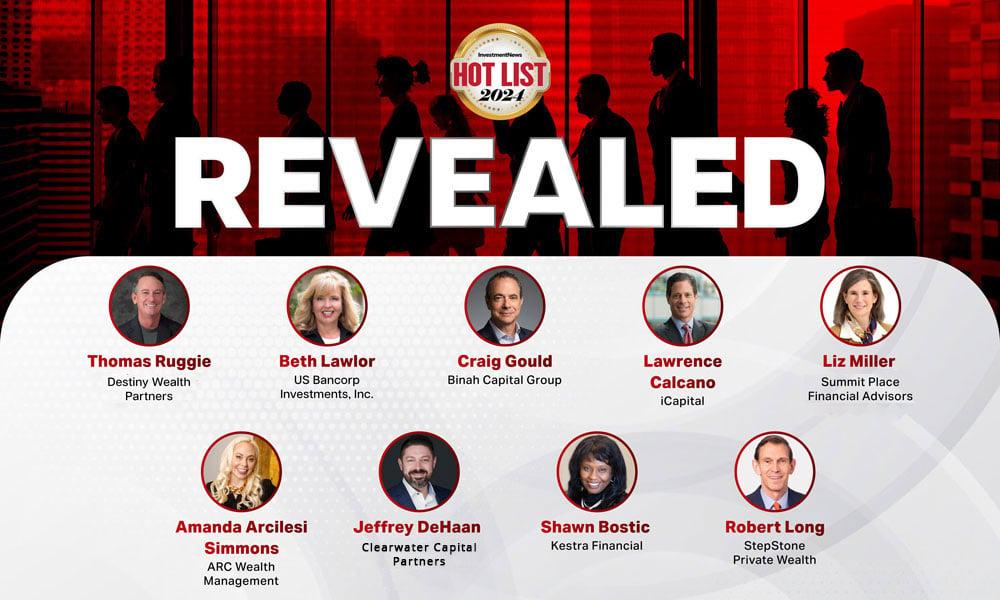 InvestmentNews
HOT LIST
2024
REVEALED
Thomas Ruggie
Destiny Wealth
Partners
Beth Lawlor
US Bancorp
Investments, Inc.
Craig Gould
Binah Capital Group
Lawrence
Calcano
iCapital
Liz Miller
Summit Place
Financial Advisors
Amanda Arcilesi
Simmons
ARC Wealth
Management
Jeffrey DeHaan
Clearwater Capital
Partners
Shawn Bostic
Kestra Financial
Robert Long
StepStone
Private Wealth